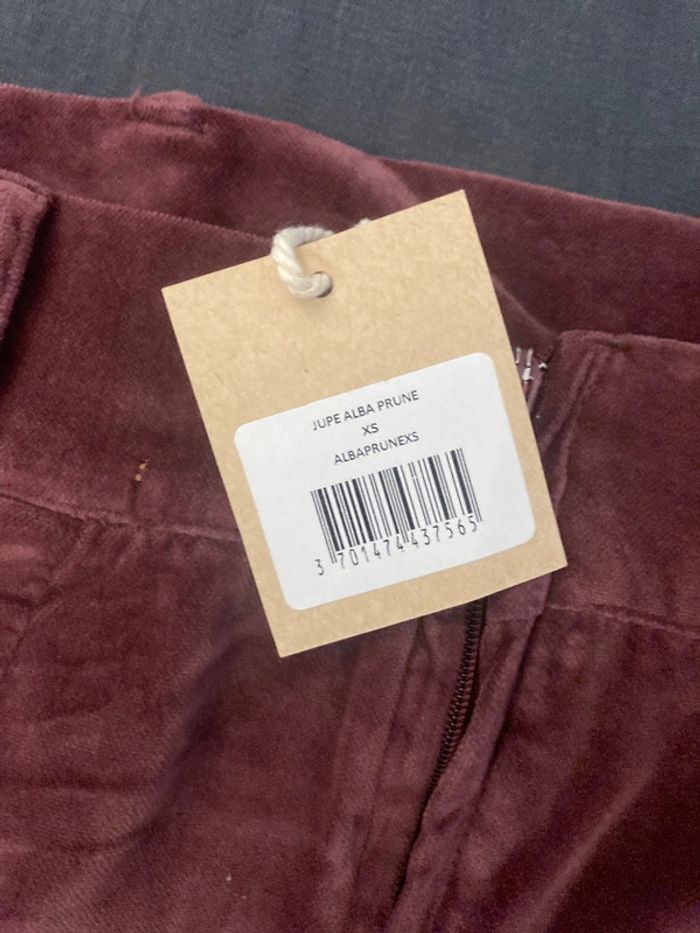 JUPE ALBA PRUNE
XS
ALBAPRUNEXS
3 701474 437565